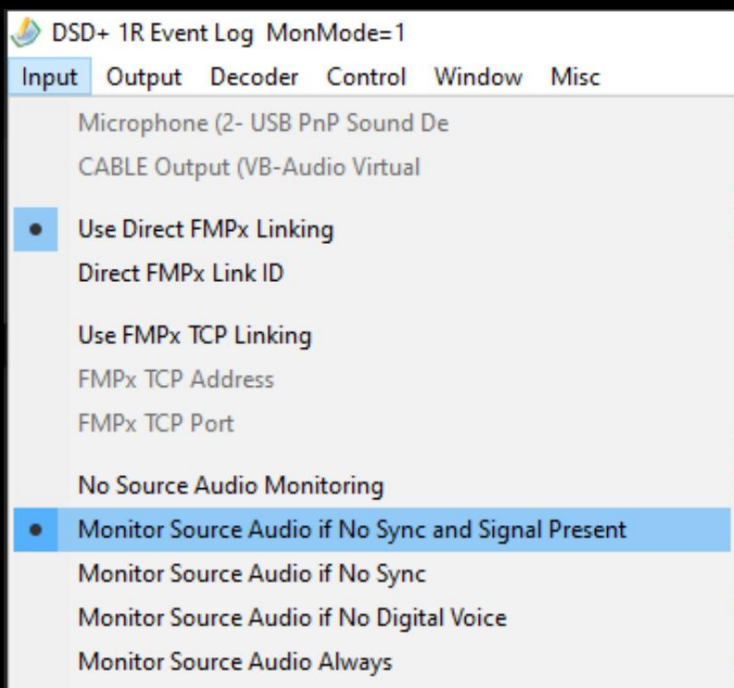 DSD+ 1R Event Log MonMode=1
Input Output Decoder Control Window Misc
Microphone (2- USB PnP Sound De
CABLE Output (VB-Audio Virtual
Use Direct FMPx Linking
Direct FMPx Link ID
Use FMPx TCP Linking
FMPx TCP Address
FMPx TCP Port
No Source Audio Monitoring
Monitor Source Audio if No Sync and Signal Present
Monitor Source Audio if No Sync
Monitor Source Audio if No Digital Voice
Monitor Source Audio Always